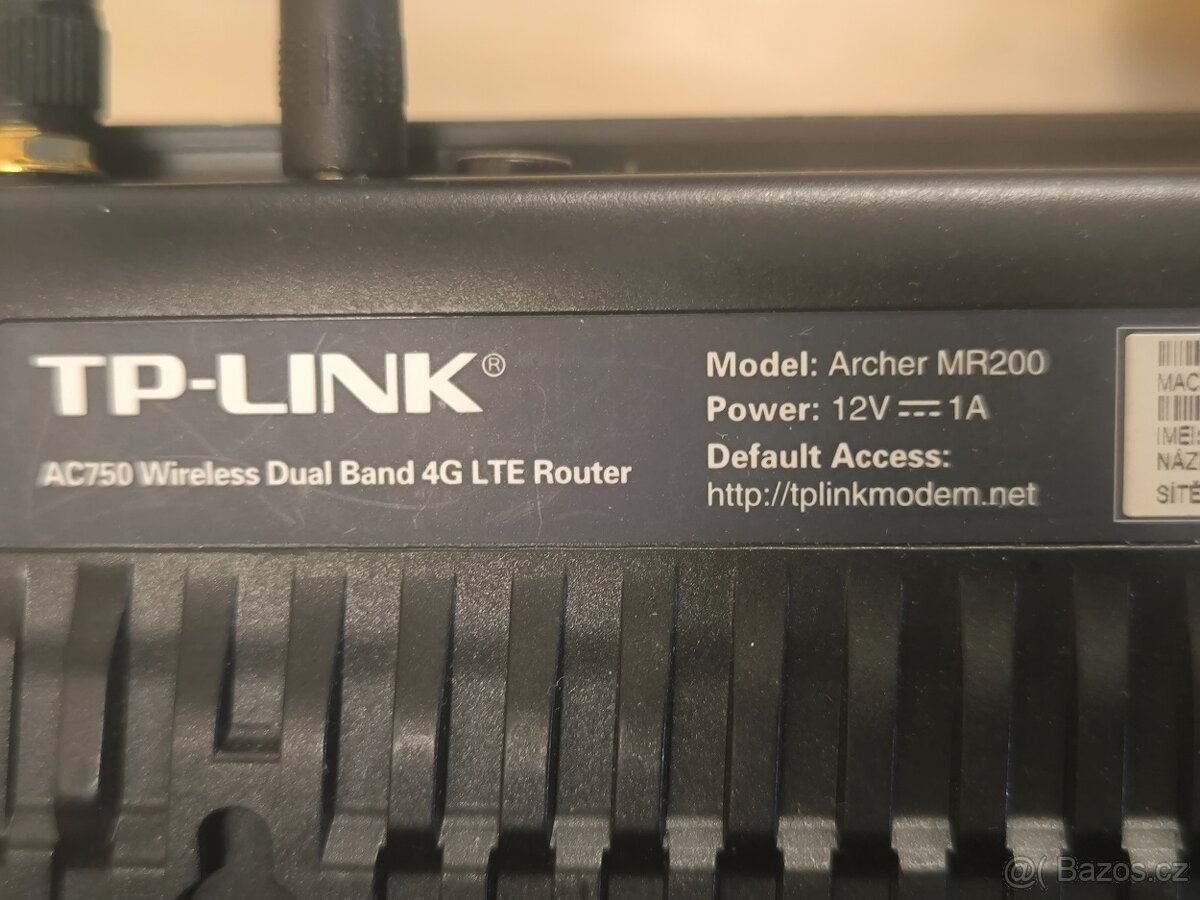 TP-LINK®
AC750 Wireless Dual Band 4G LTE Router
Model: Archer MR200
Power: 12V ⎓ 1A
Default Access:
http://tplinkmodem.net
MAC
IMEI:
NÁZ
SÍTĚ
@( Bazos.cz